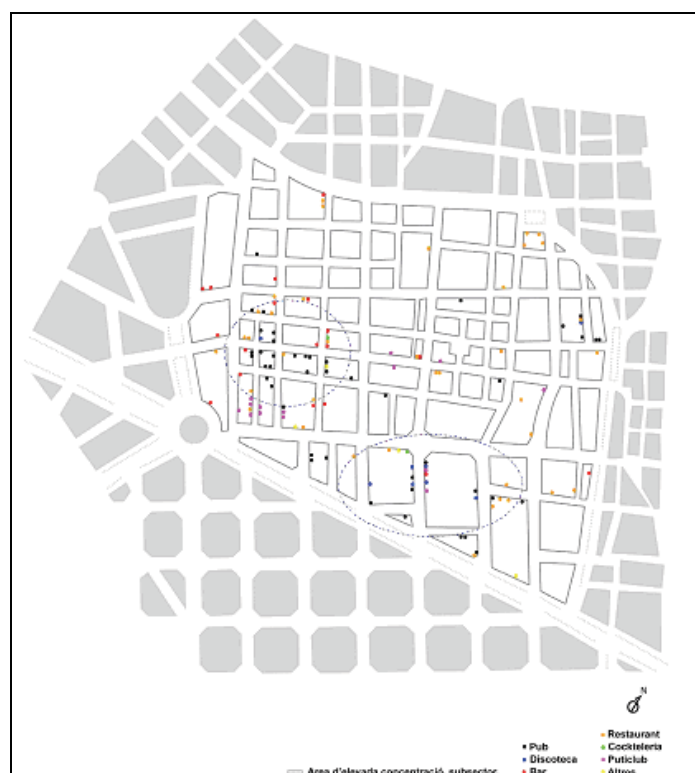 N
Restaurant
Pub
Cockteleria
Discoteca
Puticlub
Area d'elevada concentració, subsector
Bar
Altres